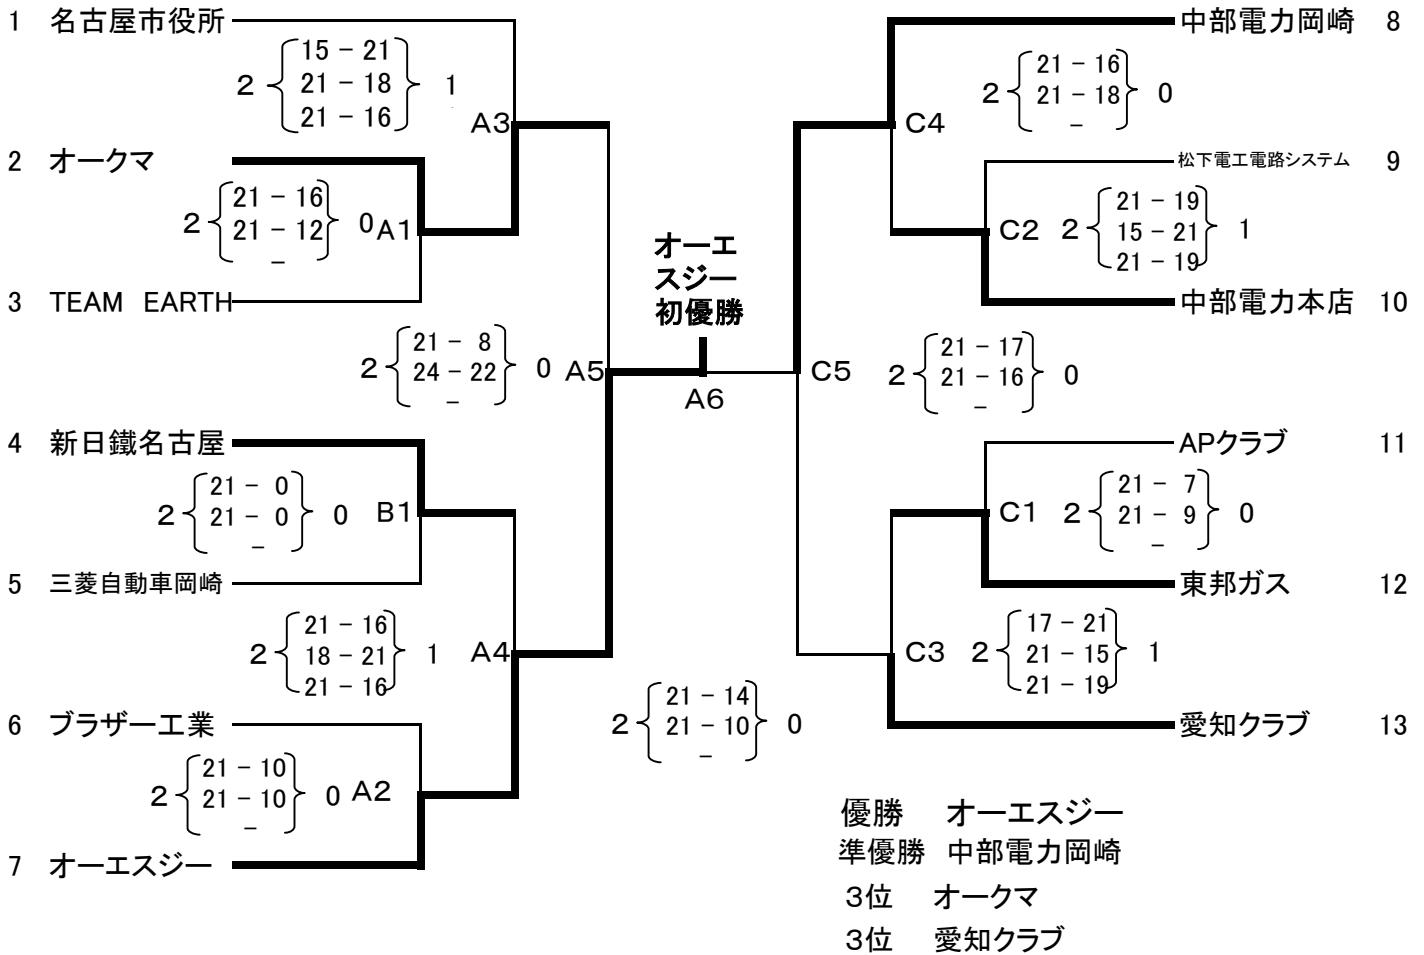 1 名古屋市役所
15 − 21
2 21 − 18 1
21 − 16
A3
2 オークマ
21 − 16
2 21 − 12 0 A1
−
3 TEAM EARTH
21 − 8
2 24 − 22 0 A5
−
4 新日鐵名古屋
21 − 0
2 21 − 0 0 B1
−
5 三菱自動車岡崎
21 − 16
2 18 − 21 1 A4
21 − 16
6 ブラザー工業
21 − 10
2 21 − 10 0 A2
−
7 オーエスジー
オーエ
スジー
初優勝
A6
21 − 14
2 21 − 10 0
−
中部電力岡崎 8
21 − 16
2 21 − 18 0
−
C4
松下電工電路システム 9
21 − 19
C2 2 15 − 21 1
21 − 19
中部電力本店 10
21 − 17
C5 2 21 − 16 0
−
APクラブ 11
21 − 7
C1 2 21 − 9 0
−
東邦ガス 12
17 − 21
C3 2 21 − 15 1
21 − 19
愛知クラブ 13
優勝 オーエスジー
準優勝 中部電力岡崎
3位 オークマ
3位 愛知クラブ